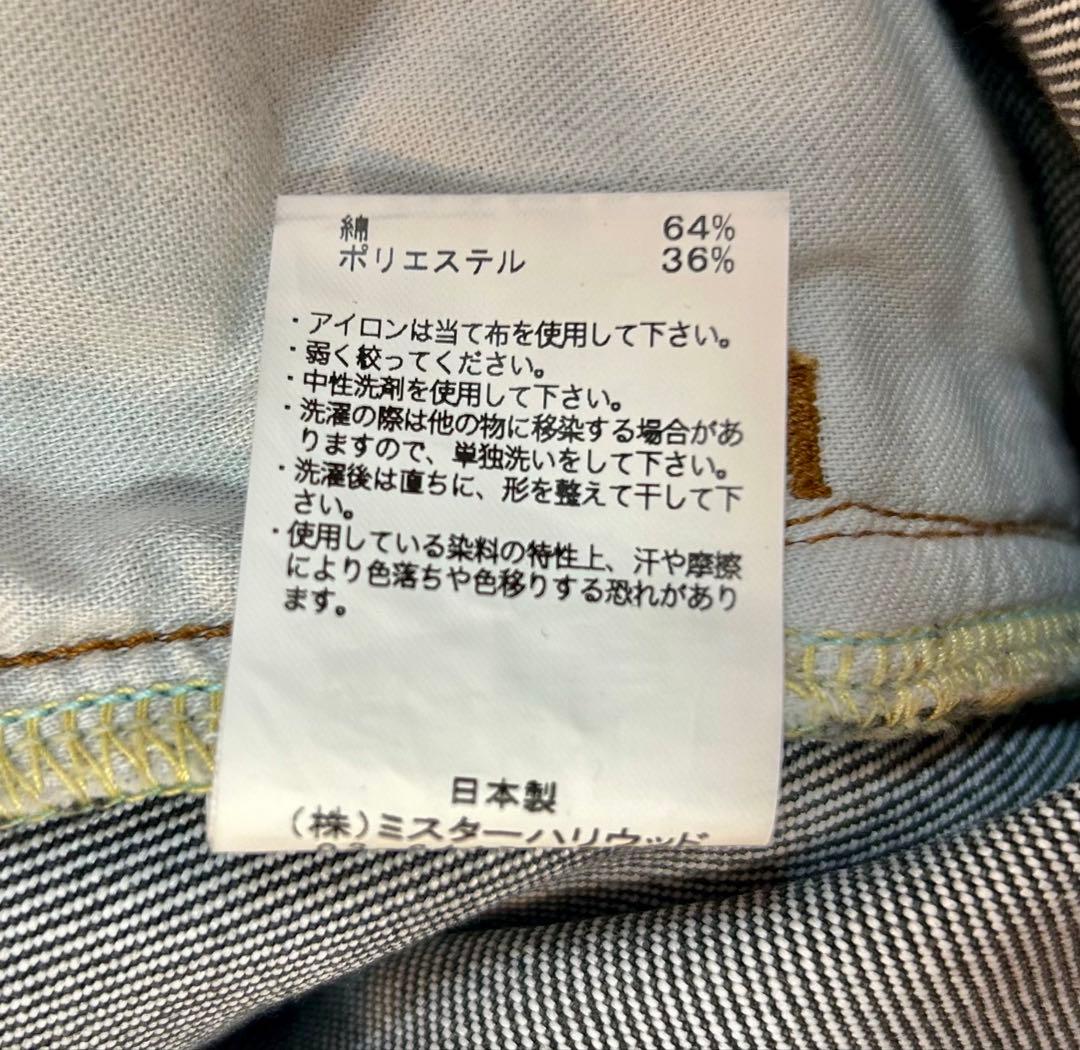 綿 64%
ポリエステル 36%
・アイロンは当て布を使用して下さい。
・弱く絞ってください。
・中性洗剤を使用して下さい。
・洗濯の際は他の物に移染する場合があ
りますので、単独洗いをして下さい。
・洗濯後は直ちに、形を整えて干して下
さい。
・使用している染料の特性上、汗や摩擦
により色落ちや色移りする恐れがあり
ます。
日本製
(株)ミスターハリウッド